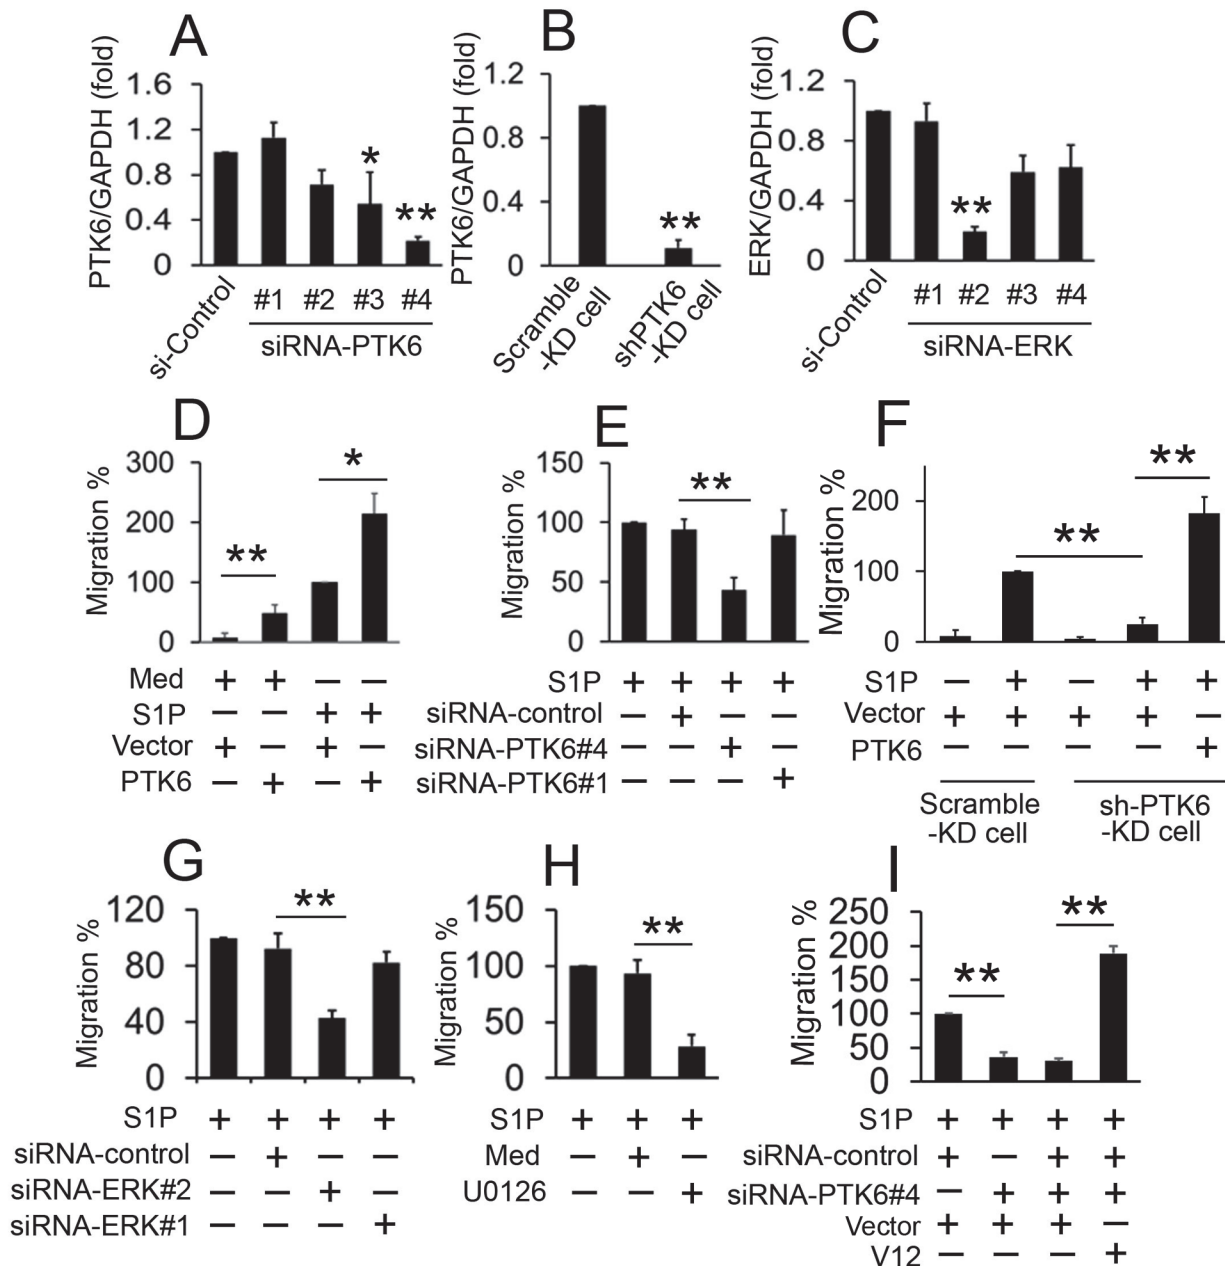 A
PTK6/GAPDH (fold)
1.6
1.2
0.8
0.4
0
*
**
si-Control
#1 #2 #3 #4
siRNA-PTK6
B
PTK6/GAPDH (fold)
1.2
0.8
0.4
0
**
Scramble
-KD cell
shPTK6
-KD cell
C
ERK/GAPDH (fold)
1.2
0.8
0.4
0
**
si-Control
#1 #2 #3 #4
siRNA-ERK
D
Migration %
300
200
100
0
**
*
Med + + − −
S1P − − + +
Vector + − + −
PTK6 − + − +
E
Migration %
150
100
50
0
**
S1P + + + +
siRNA-control − + − −
siRNA-PTK6#4 − − + −
siRNA-PTK6#1 − − − +
F
Migration %
200
100
0
**
**
S1P − + − + +
Vector + + + + −
PTK6 − − − − +
Scramble
-KD cell
sh-PTK6
-KD cell
G
Migration %
120
80
40
0
**
S1P + + + +
siRNA-control − + − −
siRNA-ERK#2 − − + −
siRNA-ERK#1 − − − +
H
Migration %
150
100
50
0
**
S1P + + +
Med − + −
U0126 − − +
I
Migration %
250
200
150
100
50
0
**
**
S1P + + + +
siRNA-control + − + +
siRNA-PTK6#4 − + + +
Vector + + + −
V12 − − − +